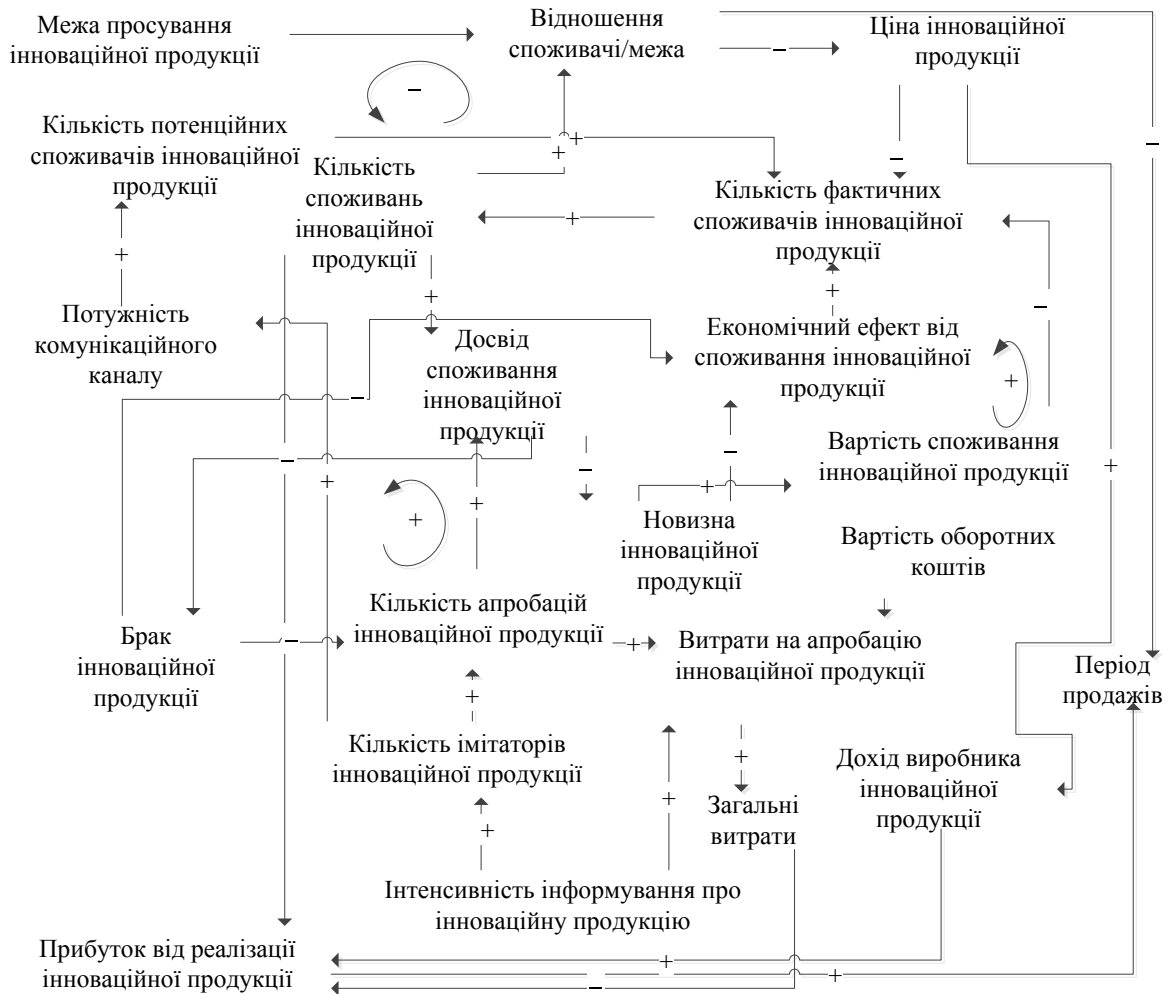 Межа просування
інноваційної продукції
Відношення
споживачі/межа
Ціна інноваційної
продукції
–
–
–
Кількість потенційних
споживачів інноваційної
продукції
+
+
–
–
Кількість
споживань
інноваційної
продукції
Кількість фактичних
споживачів інноваційної
продукції
+
+
+
+
–
Потужність
комунікаційного
каналу
Досвід
споживання
інноваційної
продукції
Економічний ефект від
споживання інноваційної
продукції
+
–
–
–
–
Вартість споживання
інноваційної продукції
+
+
+
+
+
Новизна
інноваційної
продукції
Вартість оборотних
коштів
Брак
інноваційної
продукції
–
Кількість апробацій
інноваційної продукції
+
Витрати на апробацію
інноваційної продукції
Період
продажів
+
Кількість імітаторів
інноваційної продукції
+
Дохід виробника
інноваційної
продукції
+
+
Загальні
витрати
Інтенсивність інформування про
інноваційну продукцію
Прибуток від реалізації
інноваційної продукції
+
+
–